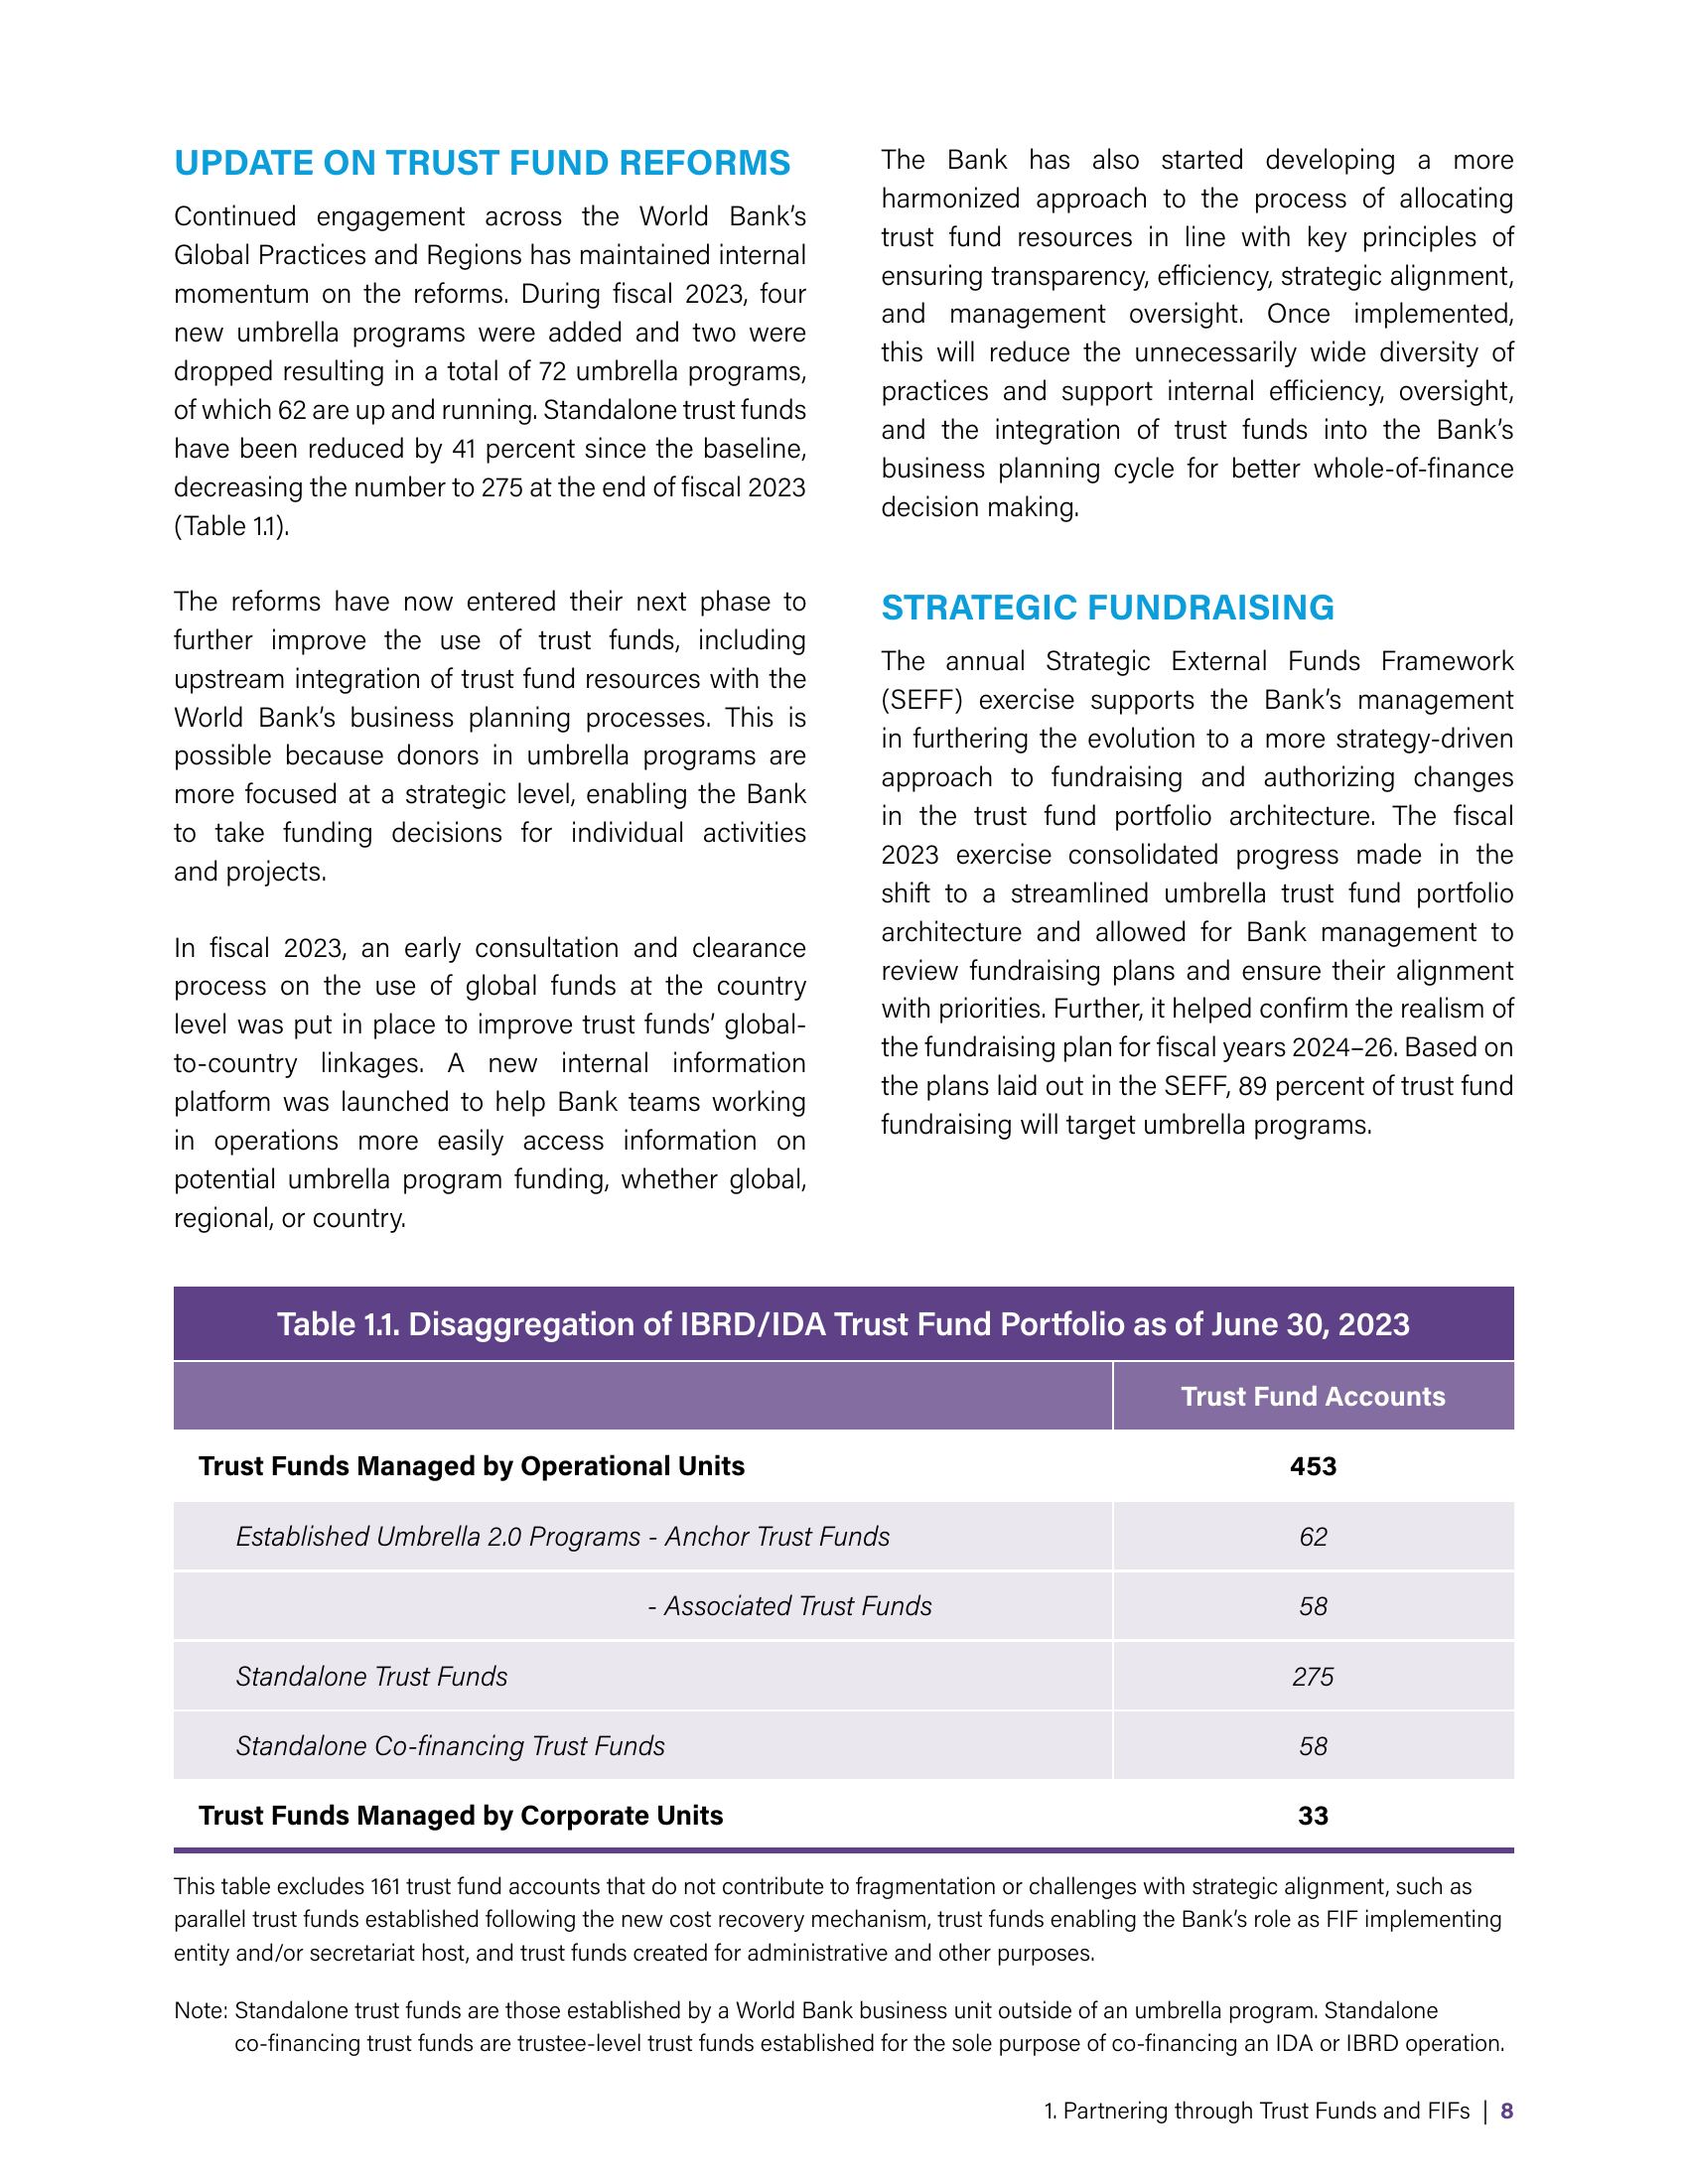 UPDATE ON TRUST FUND REFORMS
Continued engagement across the World Bank’s
Global Practices and Regions has maintained internal
momentum on the reforms. During fiscal 2023, four
new umbrella programs were added and two were
dropped resulting in a total of 72 umbrella programs,
of which 62 are up and running. Standalone trust funds
have been reduced by 41 percent since the baseline,
decreasing the number to 275 at the end of fiscal 2023
(Table 1.1).
The reforms have now entered their next phase to
further improve the use of trust funds, including
upstream integration of trust fund resources with the
World Bank’s business planning processes. This is
possible because donors in umbrella programs are
more focused at a strategic level, enabling the Bank
to take funding decisions for individual activities
and projects.
In fiscal 2023, an early consultation and clearance
process on the use of global funds at the country
level was put in place to improve trust funds’ global-
to-country linkages. A new internal information
platform was launched to help Bank teams working
in operations more easily access information on
potential umbrella program funding, whether global,
regional, or country.
The Bank has also started developing a more
harmonized approach to the process of allocating
trust fund resources in line with key principles of
ensuring transparency, efficiency, strategic alignment,
and management oversight. Once implemented,
this will reduce the unnecessarily wide diversity of
practices and support internal efficiency, oversight,
and the integration of trust funds into the Bank’s
business planning cycle for better whole-of-finance
decision making.
STRATEGIC FUNDRAISING
The annual Strategic External Funds Framework
(SEFF) exercise supports the Bank’s management
in furthering the evolution to a more strategy-driven
approach to fundraising and authorizing changes
in the trust fund portfolio architecture. The fiscal
2023 exercise consolidated progress made in the
shift to a streamlined umbrella trust fund portfolio
architecture and allowed for Bank management to
review fundraising plans and ensure their alignment
with priorities. Further, it helped confirm the realism of
the fundraising plan for fiscal years 2024–26. Based on
the plans laid out in the SEFF, 89 percent of trust fund
fundraising will target umbrella programs.
Table 1.1. Disaggregation of IBRD/IDA Trust Fund Portfolio as of June 30, 2023
Trust Fund Accounts
Trust Funds Managed by Operational Units 453
Established Umbrella 2.0 Programs - Anchor Trust Funds 62
- Associated Trust Funds 58
Standalone Trust Funds 275
Standalone Co-financing Trust Funds 58
Trust Funds Managed by Corporate Units 33
This table excludes 161 trust fund accounts that do not contribute to fragmentation or challenges with strategic alignment, such as
parallel trust funds established following the new cost recovery mechanism, trust funds enabling the Bank’s role as FIF implementing
entity and/or secretariat host, and trust funds created for administrative and other purposes.
Note: Standalone trust funds are those established by a World Bank business unit outside of an umbrella program. Standalone
co-financing trust funds are trustee-level trust funds established for the sole purpose of co-financing an IDA or IBRD operation.
1. Partnering through Trust Funds and FIFs | 8